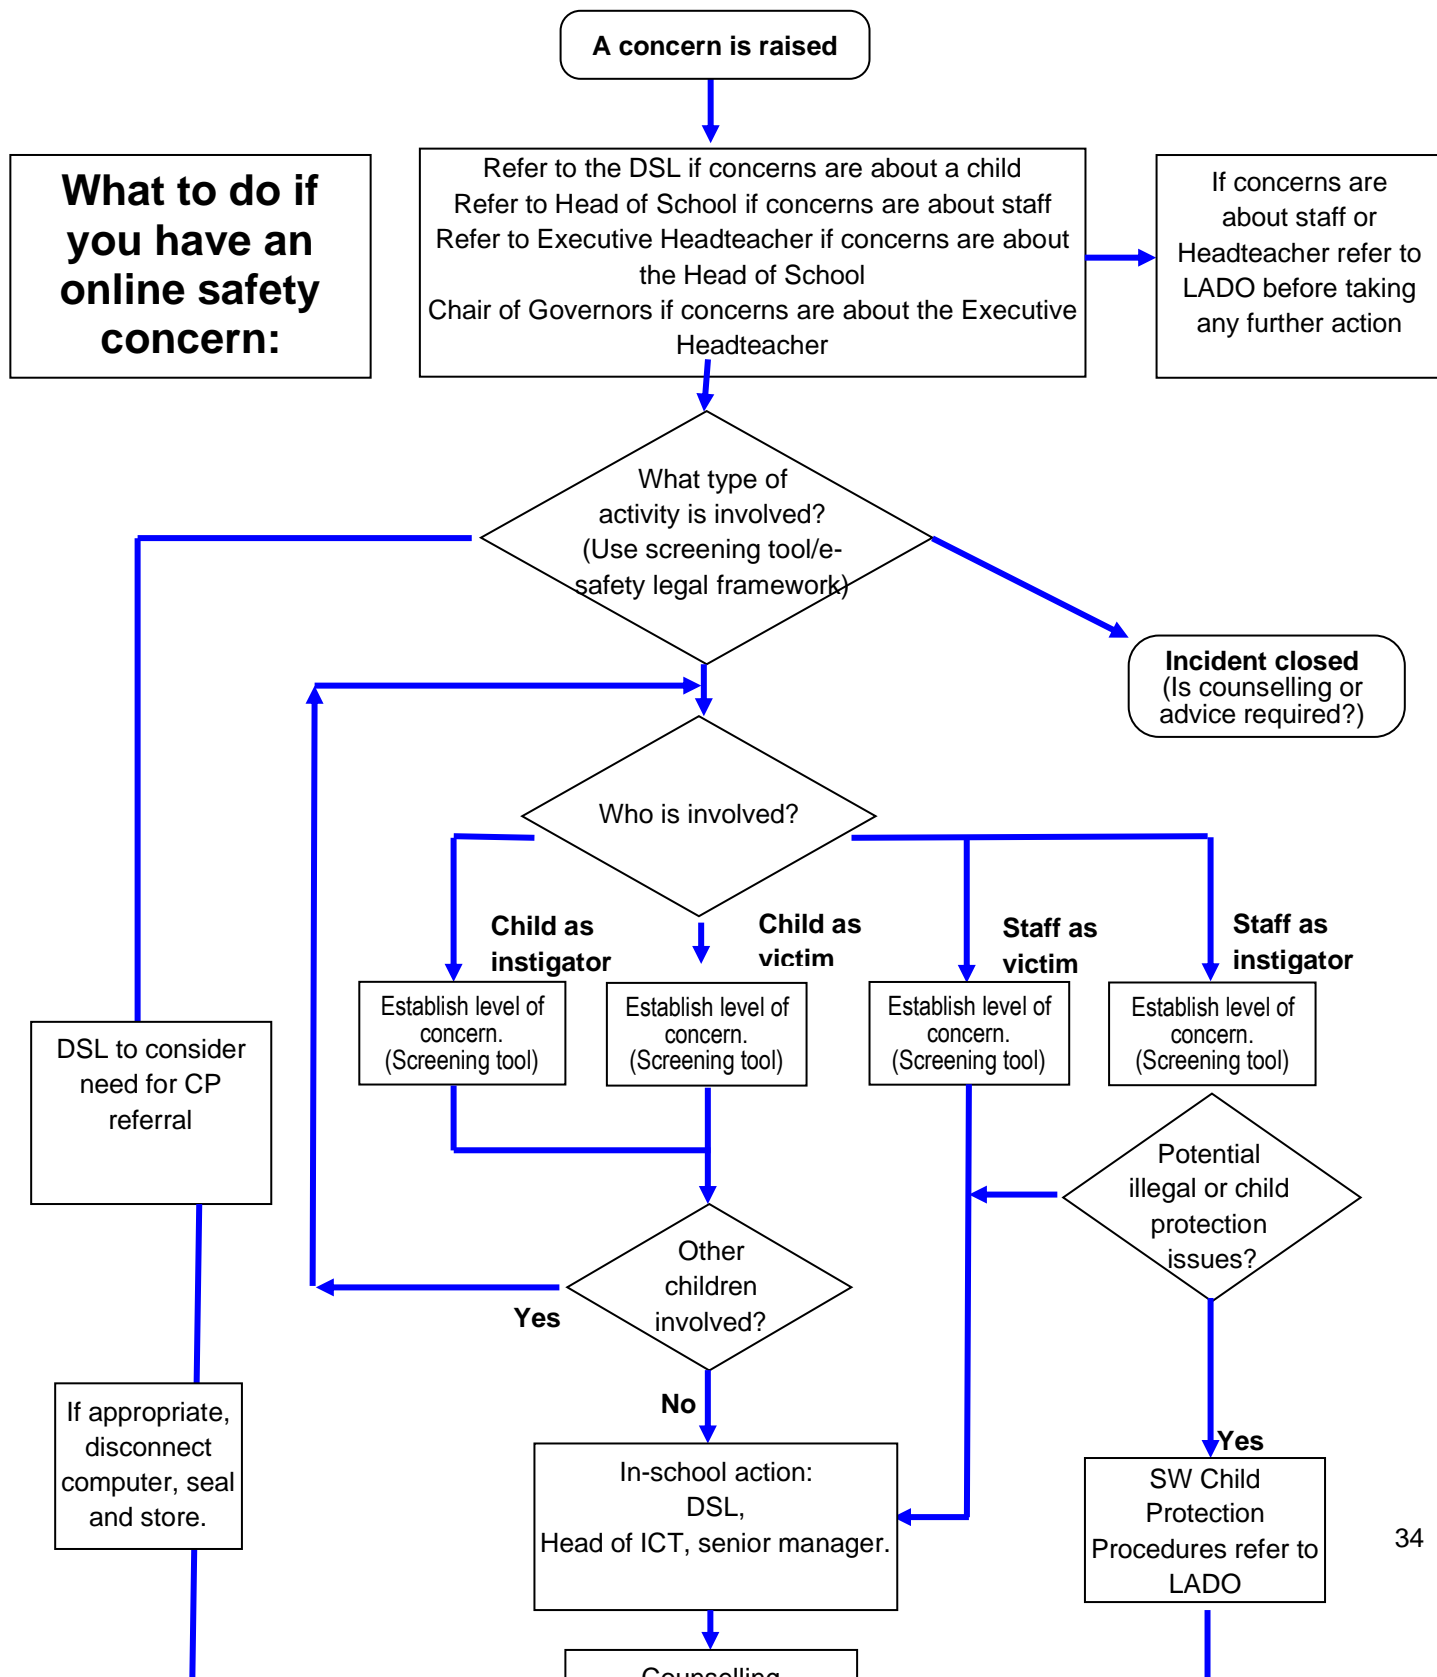 A concern is raised
What to do if
you have an
online safety
concern:
Refer to the DSL if concerns are about a child
Refer to Head of School if concerns are about staff
Refer to Executive Headteacher if concerns are about
the Head of School
Chair of Governors if concerns are about the Executive
Headteacher
If concerns are
about staff or
Headteacher refer to
LADO before taking
any further action
What type of
activity is involved?
(Use screening tool/e-
safety legal framework)
Incident closed
(Is counselling or
advice required?)
Who is involved?
Child as
instigator
Child as
victim
Staff as
victim
Staff as
instigator
Establish level of
concern.
(Screening tool)
Establish level of
concern.
(Screening tool)
Establish level of
concern.
(Screening tool)
Establish level of
concern.
(Screening tool)
DSL to consider
need for CP
referral
Potential
illegal or child
protection
issues?
Other
children
involved?
Yes
No
If appropriate,
disconnect
computer, seal
and store.
In-school action:
DSL,
Head of ICT, senior manager.
Yes
SW Child
Protection
Procedures refer to
LADO
34
Counselling